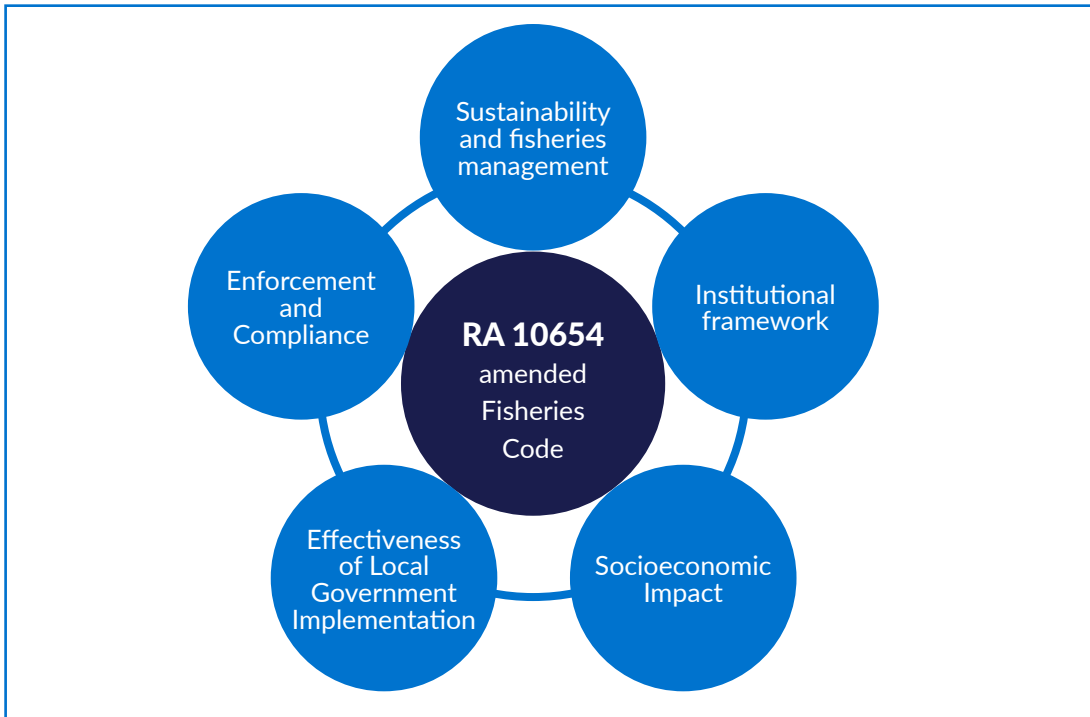 Sustainability
and fisheries
management
Enforcement
and
Compliance
RA 10654
amended
Fisheries
Code
Institutional
framework
Effectiveness
of Local
Government
Implementation
Socioeconomic
Impact